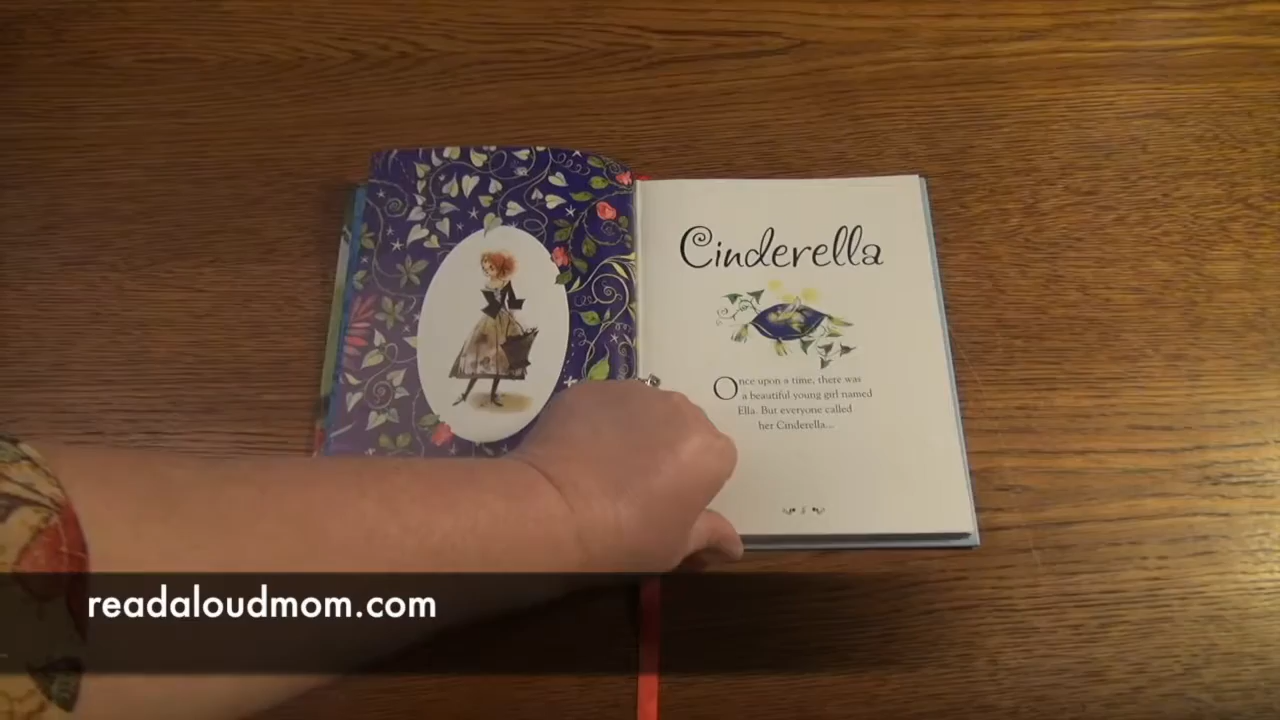 Cinderella
Once upon a time, there was
a beautiful young girl named
Ella. But everyone called
her Cinderella...
readaloudmom.com